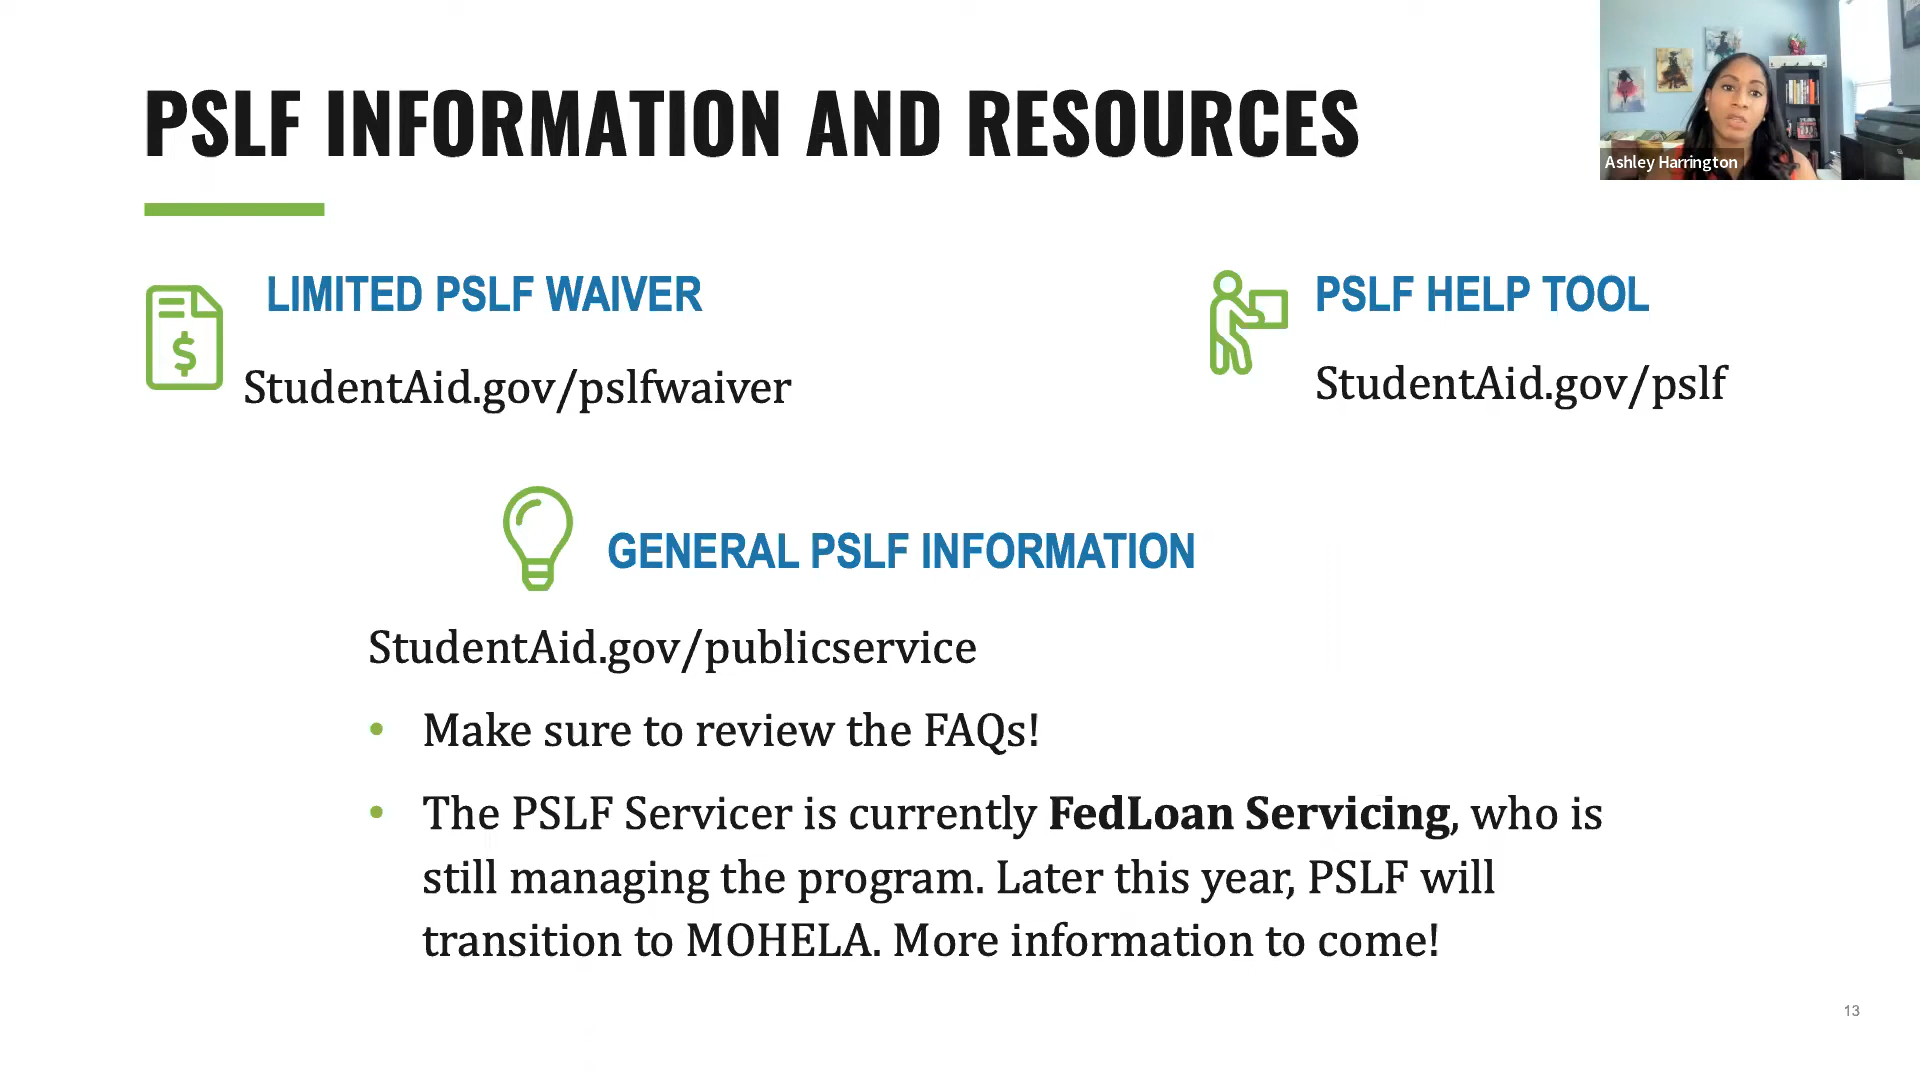 PSLF INFORMATION AND RESOURCES
Ashley Harrington
LIMITED PSLF WAIVER
$
StudentAid.gov/pslfwaiver
PSLF HELP TOOL
StudentAid.gov/pslf
GENERAL PSLF INFORMATION
StudentAid.gov/publicservice
• Make sure to review the FAQs!
• The PSLF Servicer is currently FedLoan Servicing, who is
still managing the program. Later this year, PSLF will
transition to MOHELA. More information to come!
13